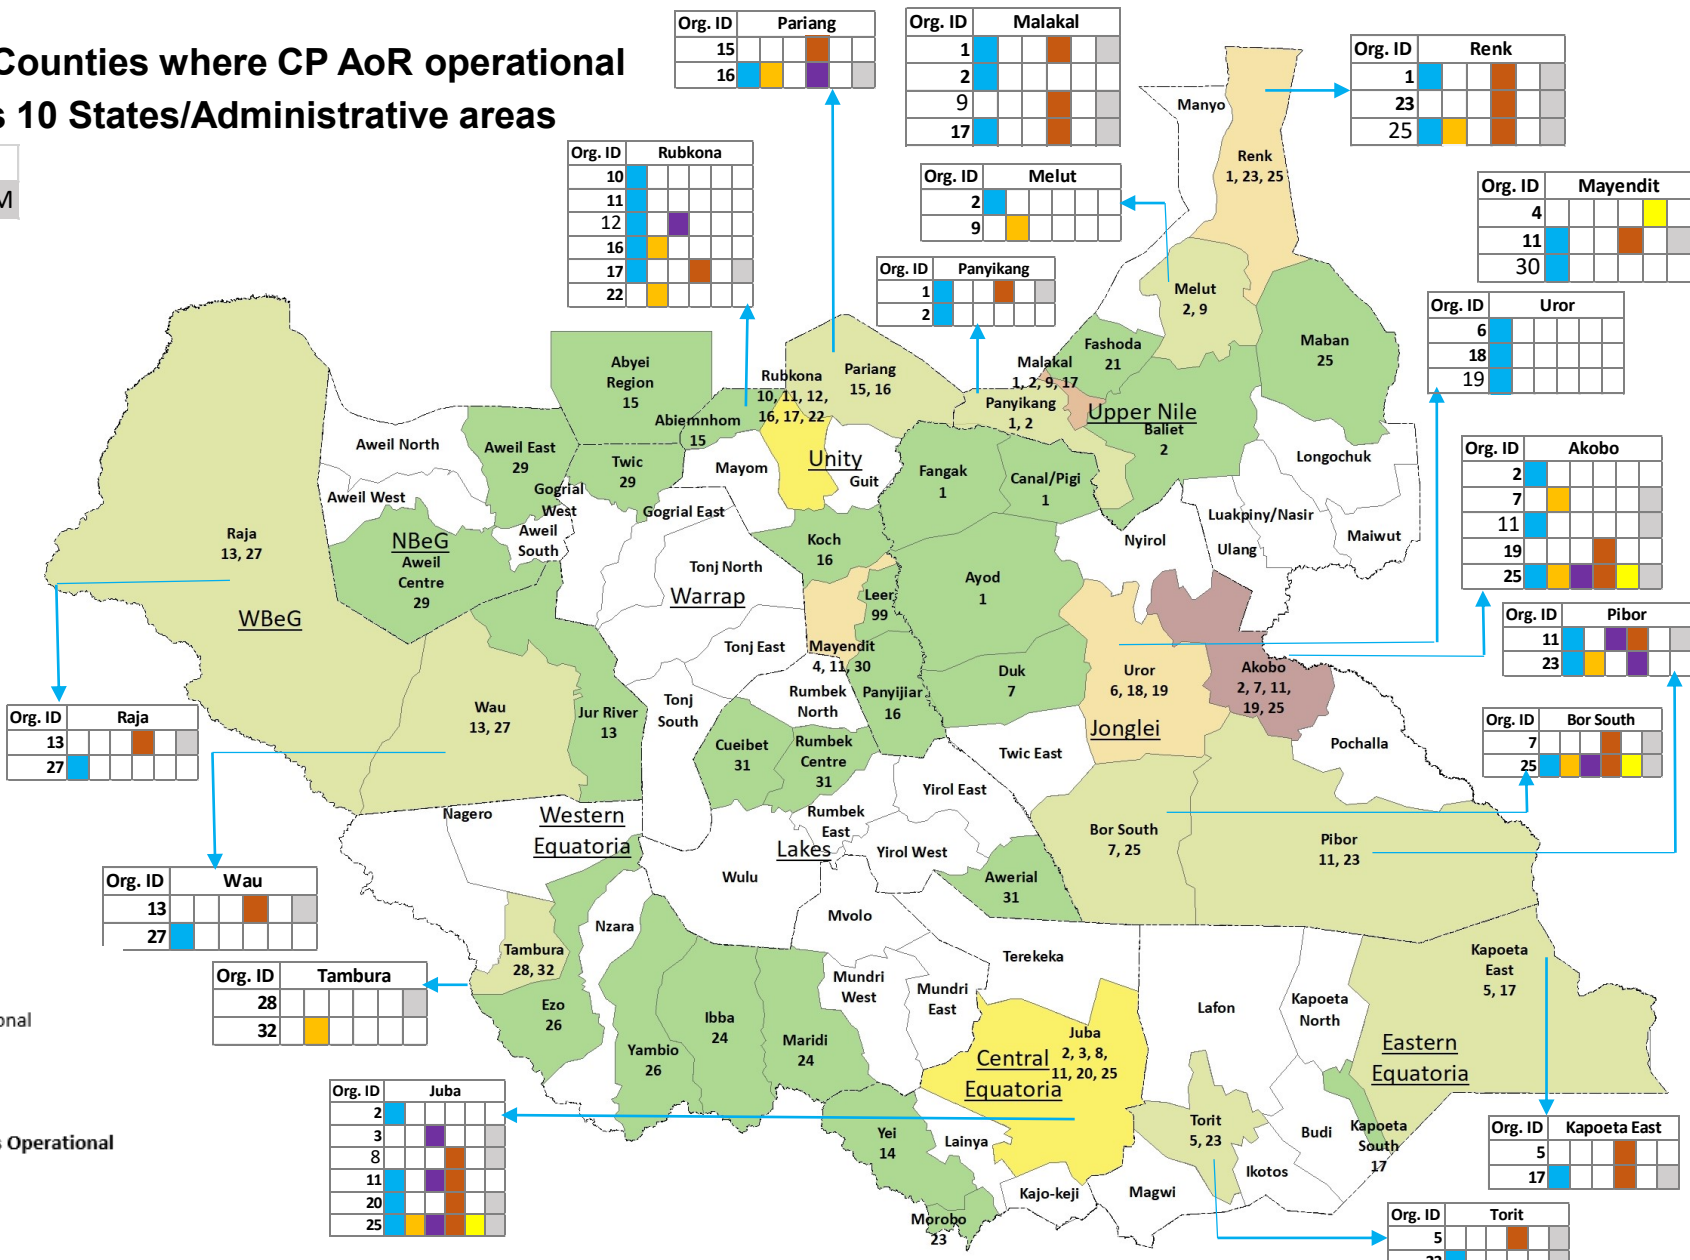 Counties where CP AoR operational
s 10 States/Administrative areas
M
Org. ID Pariang
15
16
Org. ID Malakal
1
2
9
17
Org. ID Renk
1
23
25
Org. ID Rubkona
10
11
12
16
17
22
Org. ID Melut
2
9
Org. ID Mayendit
4
11
30
Org. ID Panyikang
1
2
Org. ID Uror
6
18
19
Org. ID Akobo
2
7
11
19
25
Org. ID Pibor
11
23
Org. ID Bor South
7
25
Org. ID Raja
13
27
Org. ID Wau
13
27
Org. ID Tambura
28
32
Org. ID Juba
2
3
8
11
20
25
Org. ID Kapoeta East
5
17
Org. ID Torit
5
23
Manyo
Renk
1, 23, 25
Melut
2, 9
Maban
25
Fashoda
21
Malakal
1, 2, 9, 17
Panyikang
1, 2
Upper Nile
Baliet
2
Longochuk
Luakpiny/Nasir
Maiwut
Ulang
Nyirol
Abyei
Region
15
Abiemnhom
15
Rubkona
10, 11, 12,
16, 17, 22
Pariang
15, 16
Unity
Guit
Mayom
Koch
16
Leer
99
Mayendit
4, 11, 30
Panyijiar
16
Fangak
1
Canal/Pigi
1
Ayod
1
Duk
7
Uror
6, 18, 19
Jonglei
Akobo
2, 7, 11,
19, 25
Pochalla
Twic East
Bor South
7, 25
Pibor
11, 23
Aweil North
Aweil East
29
Aweil West
NBeG
Aweil
Centre
29
Aweil
South
Twic
29
Gogrial
West
Gogrial East
Tonj North
Warrap
Tonj East
Tonj
South
Raja
13, 27
WBeG
Wau
13, 27
Jur River
13
Rumbek
North
Cueibet
31
Rumbek
Centre
31
Rumbek
East
Lakes
Yirol East
Yirol West
Awerial
31
Wulu
Nagero
Western
Equatoria
Tambura
28, 32
Nzara
Ezo
26
Yambio
26
Ibba
24
Maridi
24
Mvolo
Mundri
West
Mundri
East
Terekeka
Juba
2, 3, 8,
11, 20, 25
Central
Equatoria
Yei
14
Lainya
Morobo
23
Kajo-keji
Magwi
Torit
5, 23
Ikotos
Lafon
Kapoeta
North
Budi
Kapoeta
South
17
Kapoeta
East
5, 17
Eastern
Equatoria
onal
s Operational